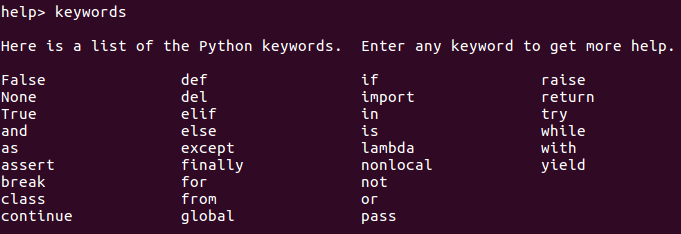 help> keywords
Here is a list of the Python keywords.  Enter any keyword to get more help.
False               def                 if                  raise
None                del                 import              return
True                elif                in                  try
and                 else                is                  while
as                  except              lambda              with
assert              finally             nonlocal            yield
break               for                 not
class               from                or
continue            global              pass